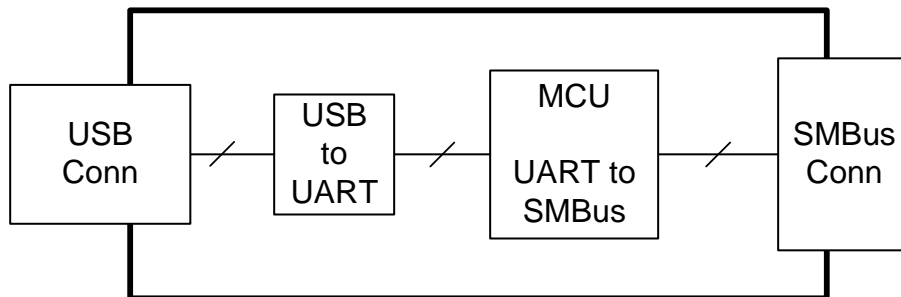 USB
Conn
USB
to
UART
MCU
UART to
SMBus
SMBus
Conn